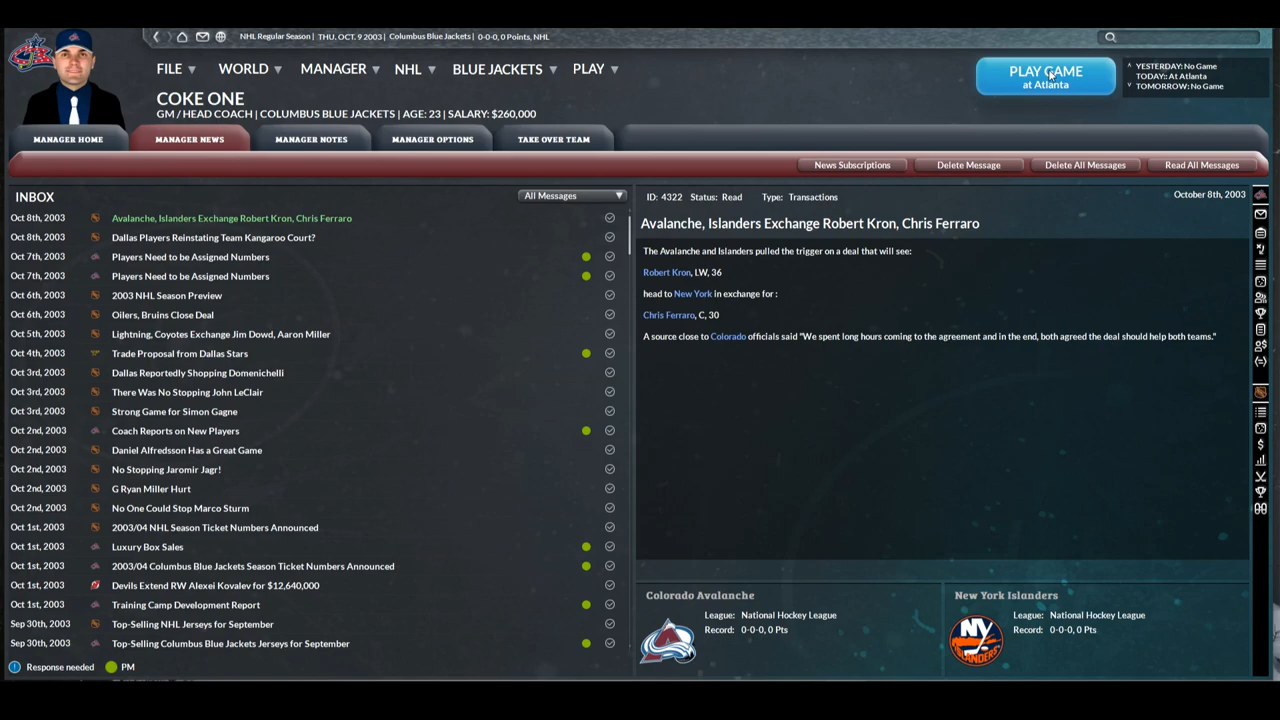 NHL Regular Season | THU. OCT. 9 2003 | Columbus Blue Jackets | 0-0-0, 0 Points, NHL
FILE WORLD MANAGER NHL BLUE JACKETS PLAY
PLAY GAME
at Atlanta
YESTERDAY: No Game
TODAY:: At Atlanta
TOMORROW: No Game
COKE ONE
GM / HEAD COACH | COLUMBUS BLUE JACKETS | AGE: 23 | SALARY: $260,000
MANAGER HOME MANAGER NEWS MANAGER NOTES MANAGER OPTIONS TAKE OVER TEAM
News Subscriptions Delete Message Delete All Messages Read All Messages
INBOX All Messages
Oct 8th, 2003 Avalanche, Islanders Exchange Robert Kron, Chris Ferraro
Oct 8th, 2003 Dallas Players Reinstating Team Kangaroo Court?
Oct 7th, 2003 Players Need to be Assigned Numbers
Oct 7th, 2003 Players Need to be Assigned Numbers
Oct 6th, 2003 2003 NHL Season Preview
Oct 6th, 2003 Oilers, Bruins Close Deal
Oct 5th, 2003 Lightning, Coyotes Exchange Jim Dowd, Aaron Miller
Oct 4th, 2003 Trade Proposal from Dallas Stars
Oct 3rd, 2003 Dallas Reportedly Shopping Domenichelli
Oct 3rd, 2003 There Was No Stopping John LeClair
Oct 3rd, 2003 Strong Game for Simon Gagne
Oct 2nd, 2003 Coach Reports on New Players
Oct 2nd, 2003 Daniel Alfredsson Has a Great Game
Oct 2nd, 2003 No Stopping Jaromir Jagr!
Oct 2nd, 2003 G Ryan Miller Hurt
Oct 2nd, 2003 No One Could Stop Marco Sturm
Oct 1st, 2003 2003/04 NHL Season Ticket Numbers Announced
Oct 1st, 2003 Luxury Box Sales
Oct 1st, 2003 2003/04 Columbus Blue Jackets Season Ticket Numbers Announced
Oct 1st, 2003 Devils Extend RW Alexei Kovalev for $12,640,000
Oct 1st, 2003 Training Camp Development Report
Sep 30th, 2003 Top-Selling NHL Jerseys for September
Sep 30th, 2003 Top-Selling Columbus Blue Jackets Jerseys for September
Response needed PM
ID: 4322 Status: Read Type: Transactions October 8th, 2003
Avalanche, Islanders Exchange Robert Kron, Chris Ferraro
The Avalanche and Islanders pulled the trigger on a deal that will see:
Robert Kron, LW, 36
head to New York in exchange for :
Chris Ferraro, C, 30
A source close to Colorado officials said "We spent long hours coming to the agreement and in the end, both agreed the deal should help both teams."
Colorado Avalanche
League: National Hockey League
Record: 0-0-0, 0 Pts
New York Islanders
League: National Hockey League
Record: 0-0-0, 0 Pts
NY
ISLANDERS